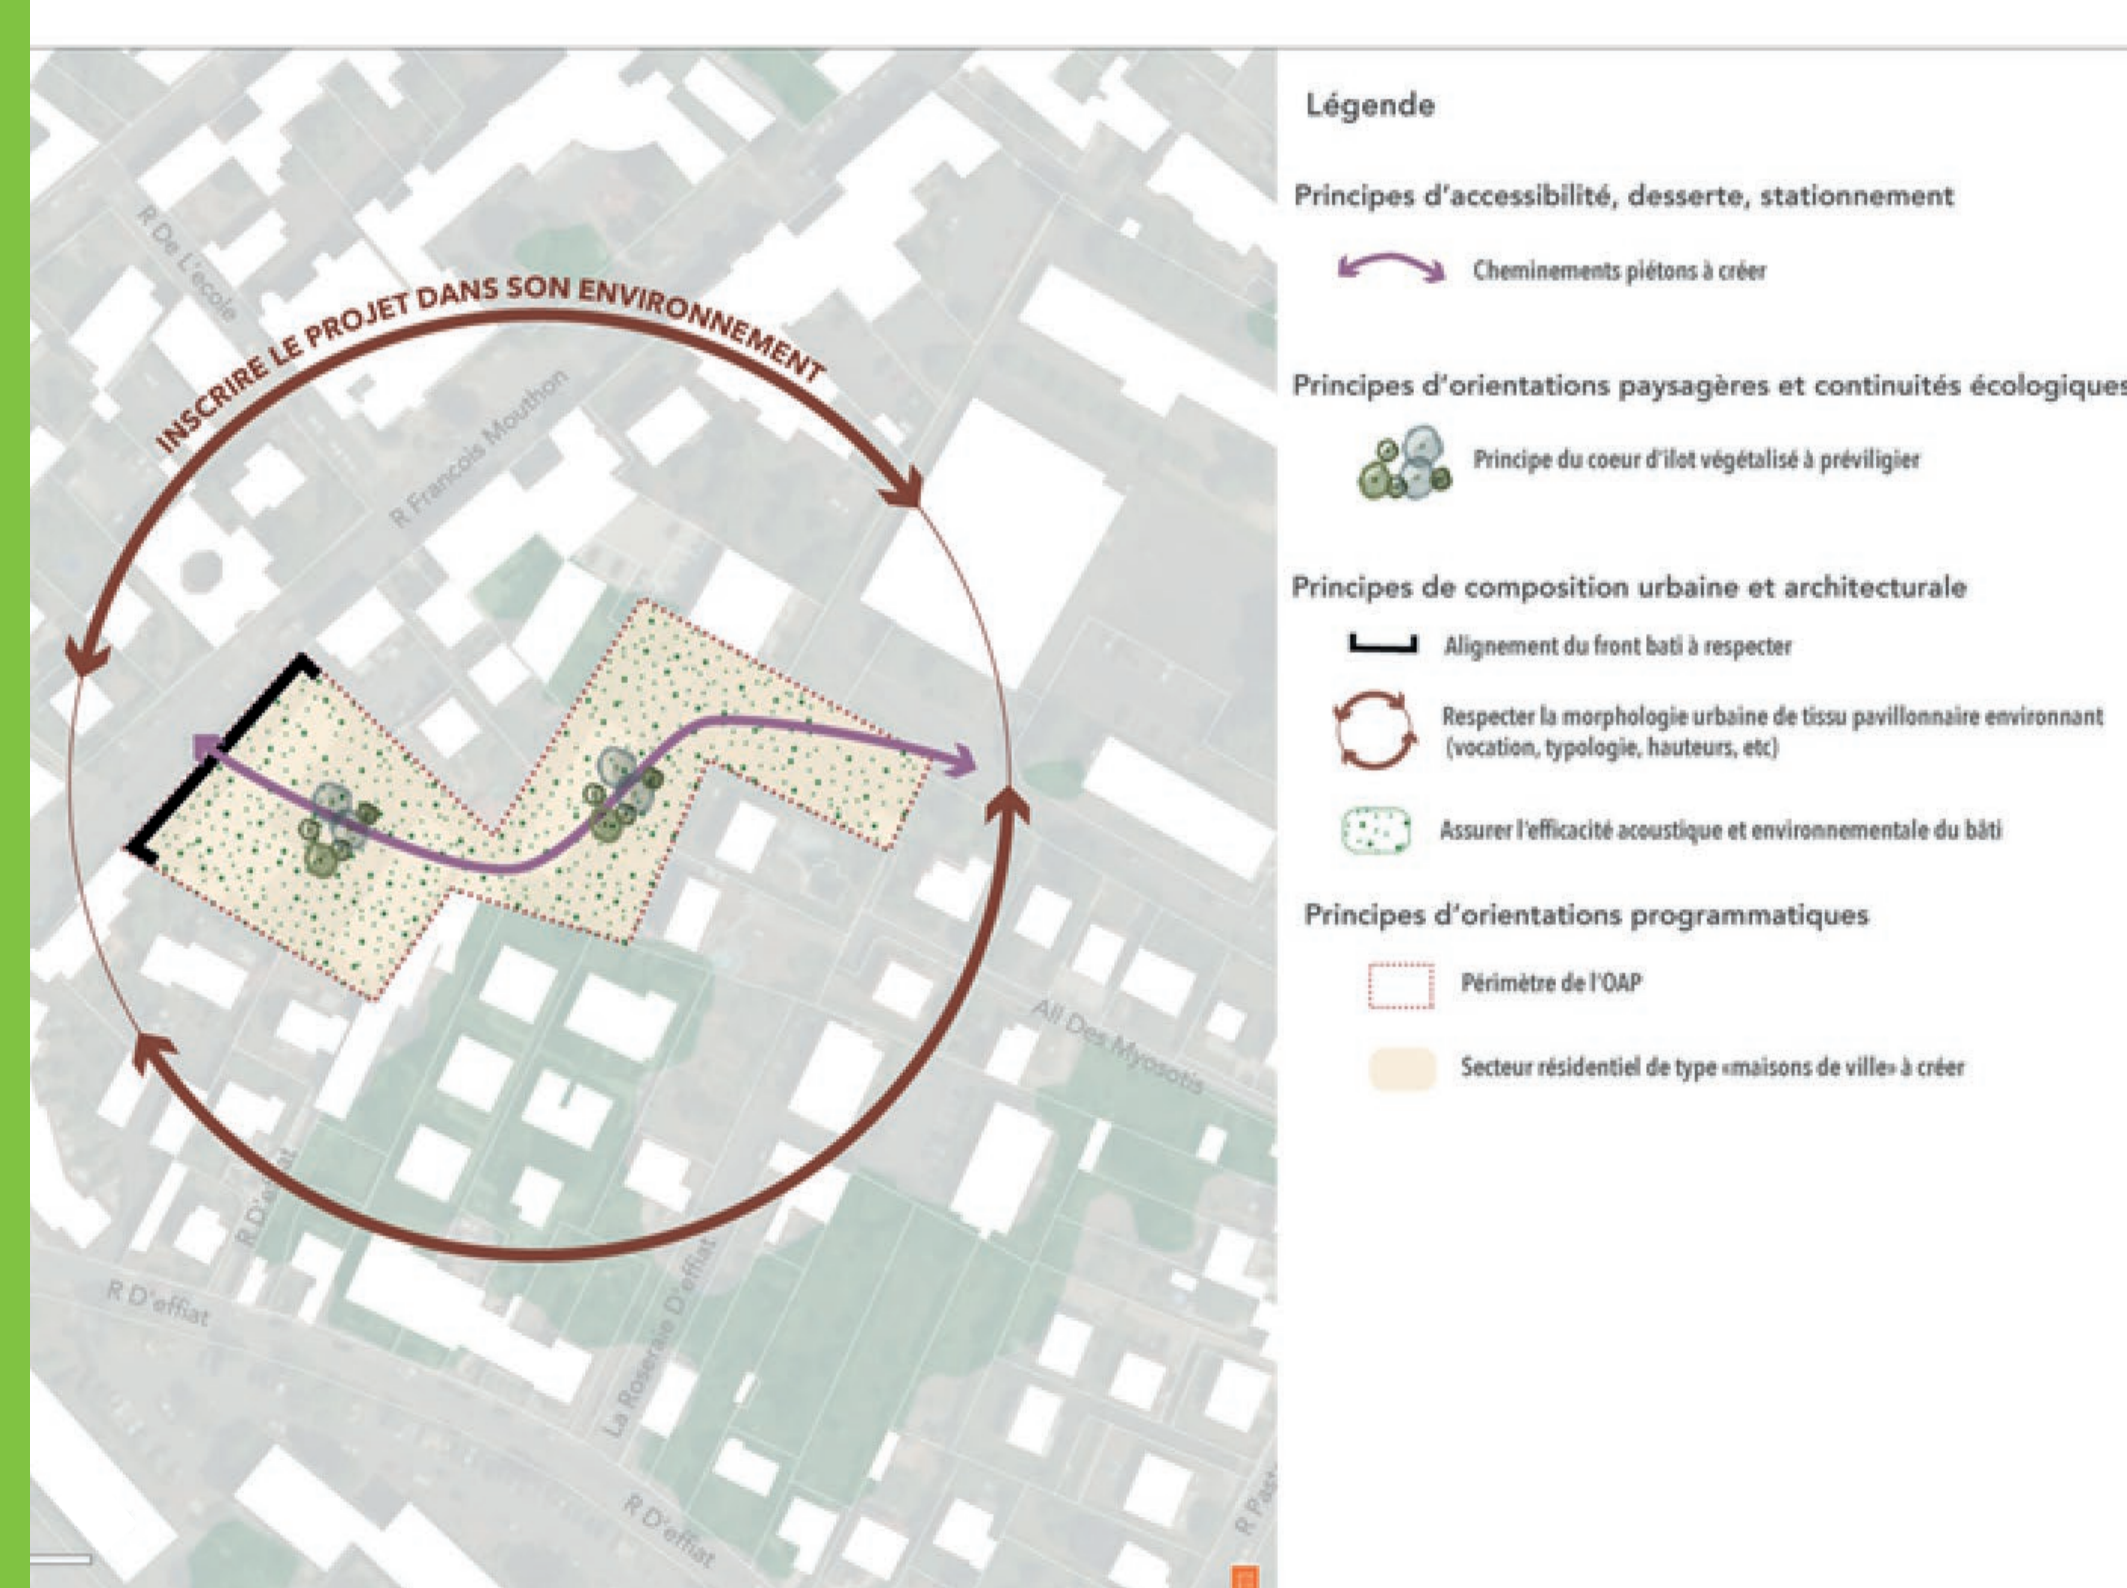 INSCRIRE LE PROJET DANS SON ENVIRONNEMENT
R De L'ecole
R Francois Mouthon
All Des Myosotis
R D'effiat
La Roseraie D'effiat
R D'effiat
Légende
Principes d'accessibilité, desserte, stationnement
Cheminements piétons à créer
Principes d'orientations paysagères et continuités écologiques
Principe du coeur d'ilot végétalisé à préviligier
Principes de composition urbaine et architecturale
Alignement du front bati à respecter
Respecter la morphologie urbaine de tissu pavillonnaire environnant
(vocation, typologie, hauteurs, etc)
Assurer l'efficacité acoustique et environnementale du bâti
Principes d'orientations programmatiques
Périmètre de l'OAP
Secteur résidentiel de type «maisons de ville» à créer